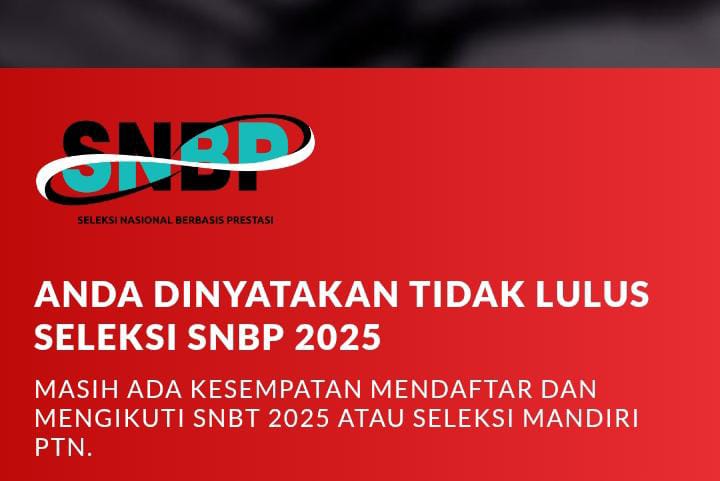 SNBP
SELEKSI NASIONAL BERBASIS PRESTASI
ANDA DINYATAKAN TIDAK LULUS
SELEKSI SNBP 2025
MASIH ADA KESEMPATAN MENDAFTAR DAN
MENGIKUTI SNBT 2025 ATAU SELEKSI MANDIRI
PTN.